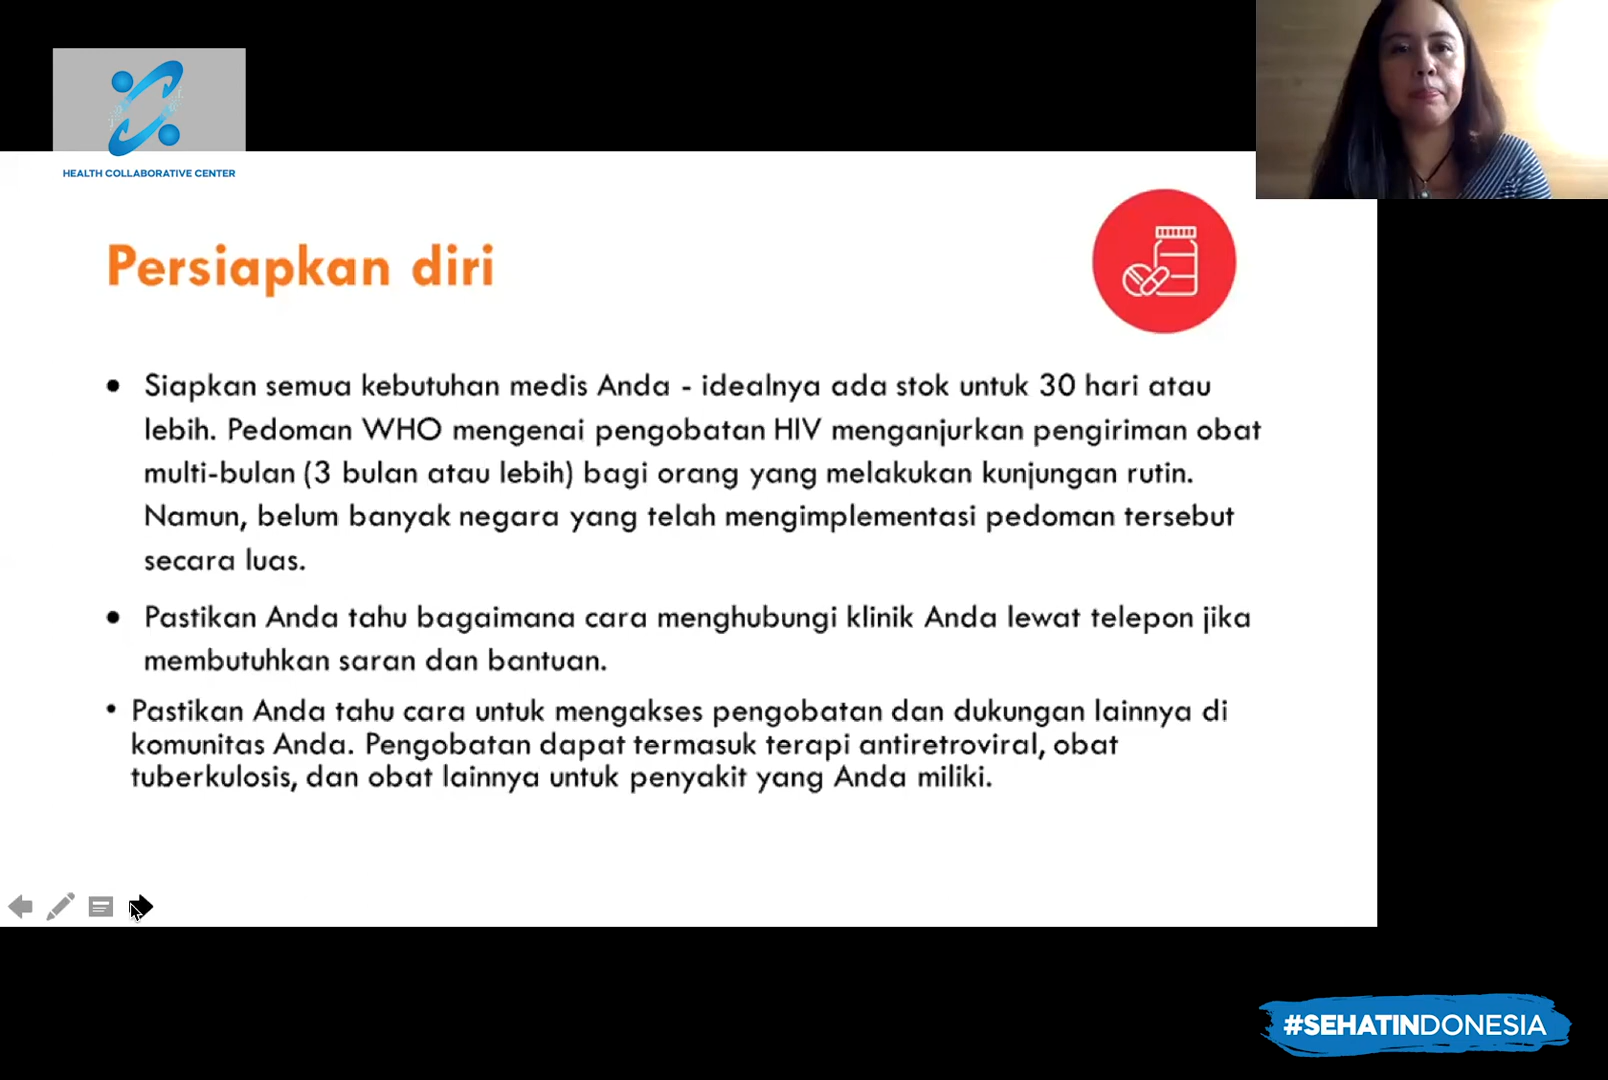 HEALTH COLLABORATIVE CENTER
Persiapkan diri
• Siapkan semua kebutuhan medis Anda - idealnya ada stok untuk 30 hari atau
lebih. Pedoman WHO mengenai pengobatan HIV menganjurkan pengiriman obat
multi-bulan (3 bulan atau lebih) bagi orang yang melakukan kunjungan rutin.
Namun, belum banyak negara yang telah mengimplementasi pedoman tersebut
secara luas.
• Pastikan Anda tahu bagaimana cara menghubungi klinik Anda lewat telepon jika
membutuhkan saran dan bantuan.
• Pastikan Anda tahu cara untuk mengakses pengobatan dan dukungan lainnya di
komunitas Anda. Pengobatan dapat termasuk terapi antiretroviral, obat
tuberkulosis, dan obat lainnya untuk penyakit yang Anda miliki.
#SEHATINDONESIA